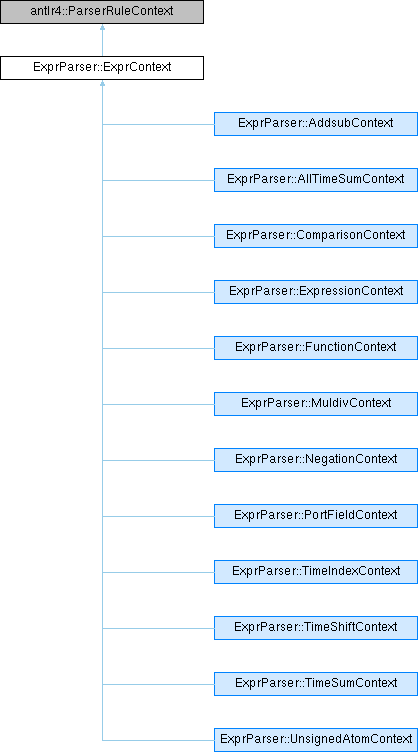 antlr4::ParserRuleContext
ExprParser::ExprContext
ExprParser::AddsubContext
ExprParser::AllTimeSumContext
ExprParser::ComparisonContext
ExprParser::ExpressionContext
ExprParser::FunctionContext
ExprParser::MuldivContext
ExprParser::NegationContext
ExprParser::PortFieldContext
ExprParser::TimeIndexContext
ExprParser::TimeShiftContext
ExprParser::TimeSumContext
ExprParser::UnsignedAtomContext